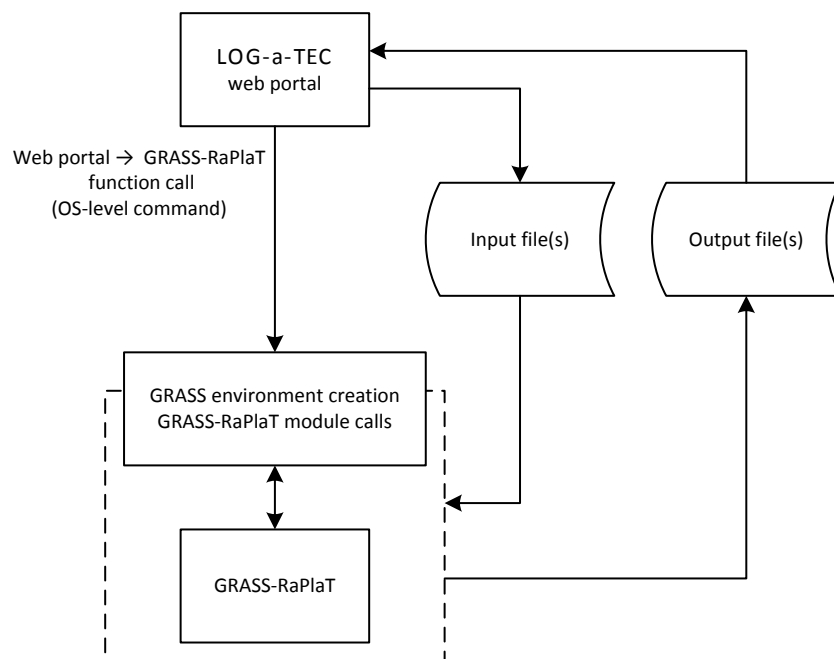 LOG-a-TEC
web portal
Web portal → GRASS-RaPlaT
function call
(OS-level command)
Input file(s)
Output file(s)
GRASS environment creation
GRASS-RaPlaT module calls
GRASS-RaPlaT